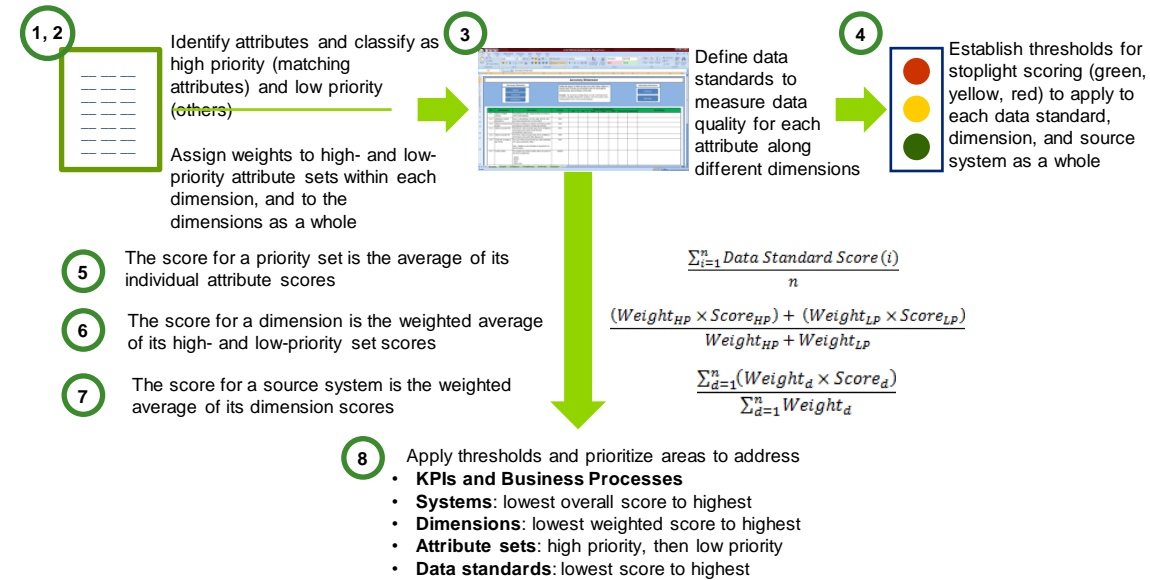 1, 2
Identify attributes and classify as
high priority (matching
attributes) and low priority
(others)
Assign weights to high- and low-
priority attribute sets within each
dimension, and to the
dimensions as a whole
3
Define data
standards to
measure data
quality for each
attribute along
different dimensions
4
Establish thresholds for
stoplight scoring (green,
yellow, red) to apply to
each data standard,
dimension, and source
system as a whole
5
The score for a priority set is the average of its
individual attribute scores
∑ⁿᵢ₌₁ Data Standard Score (i)
n
6
The score for a dimension is the weighted average
of its high- and low-priority set scores
(Weight_HP × Score_HP) + (Weight_LP × Score_LP)
Weight_HP + Weight_LP
7
The score for a source system is the weighted
average of its dimension scores
∑ⁿ_d=1(Weight_d × Score_d)
∑ⁿ_d=1 Weight_d
8
Apply thresholds and prioritize areas to address
• KPIs and Business Processes
• Systems: lowest overall score to highest
• Dimensions: lowest weighted score to highest
• Attribute sets: high priority, then low priority
• Data standards: lowest score to highest